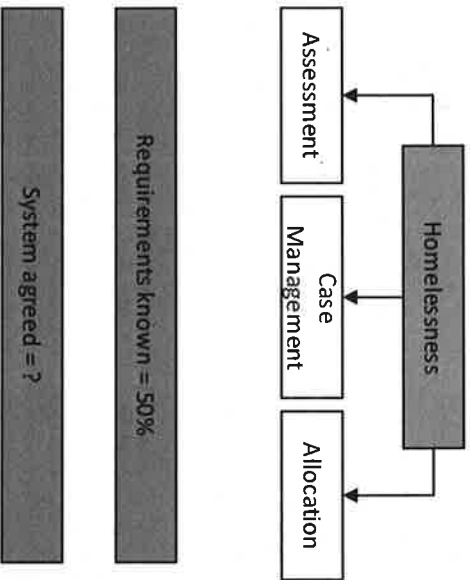 Homelessness
Assessment
Case
Management
Allocation
Requirements known = 50%
System agreed = ?